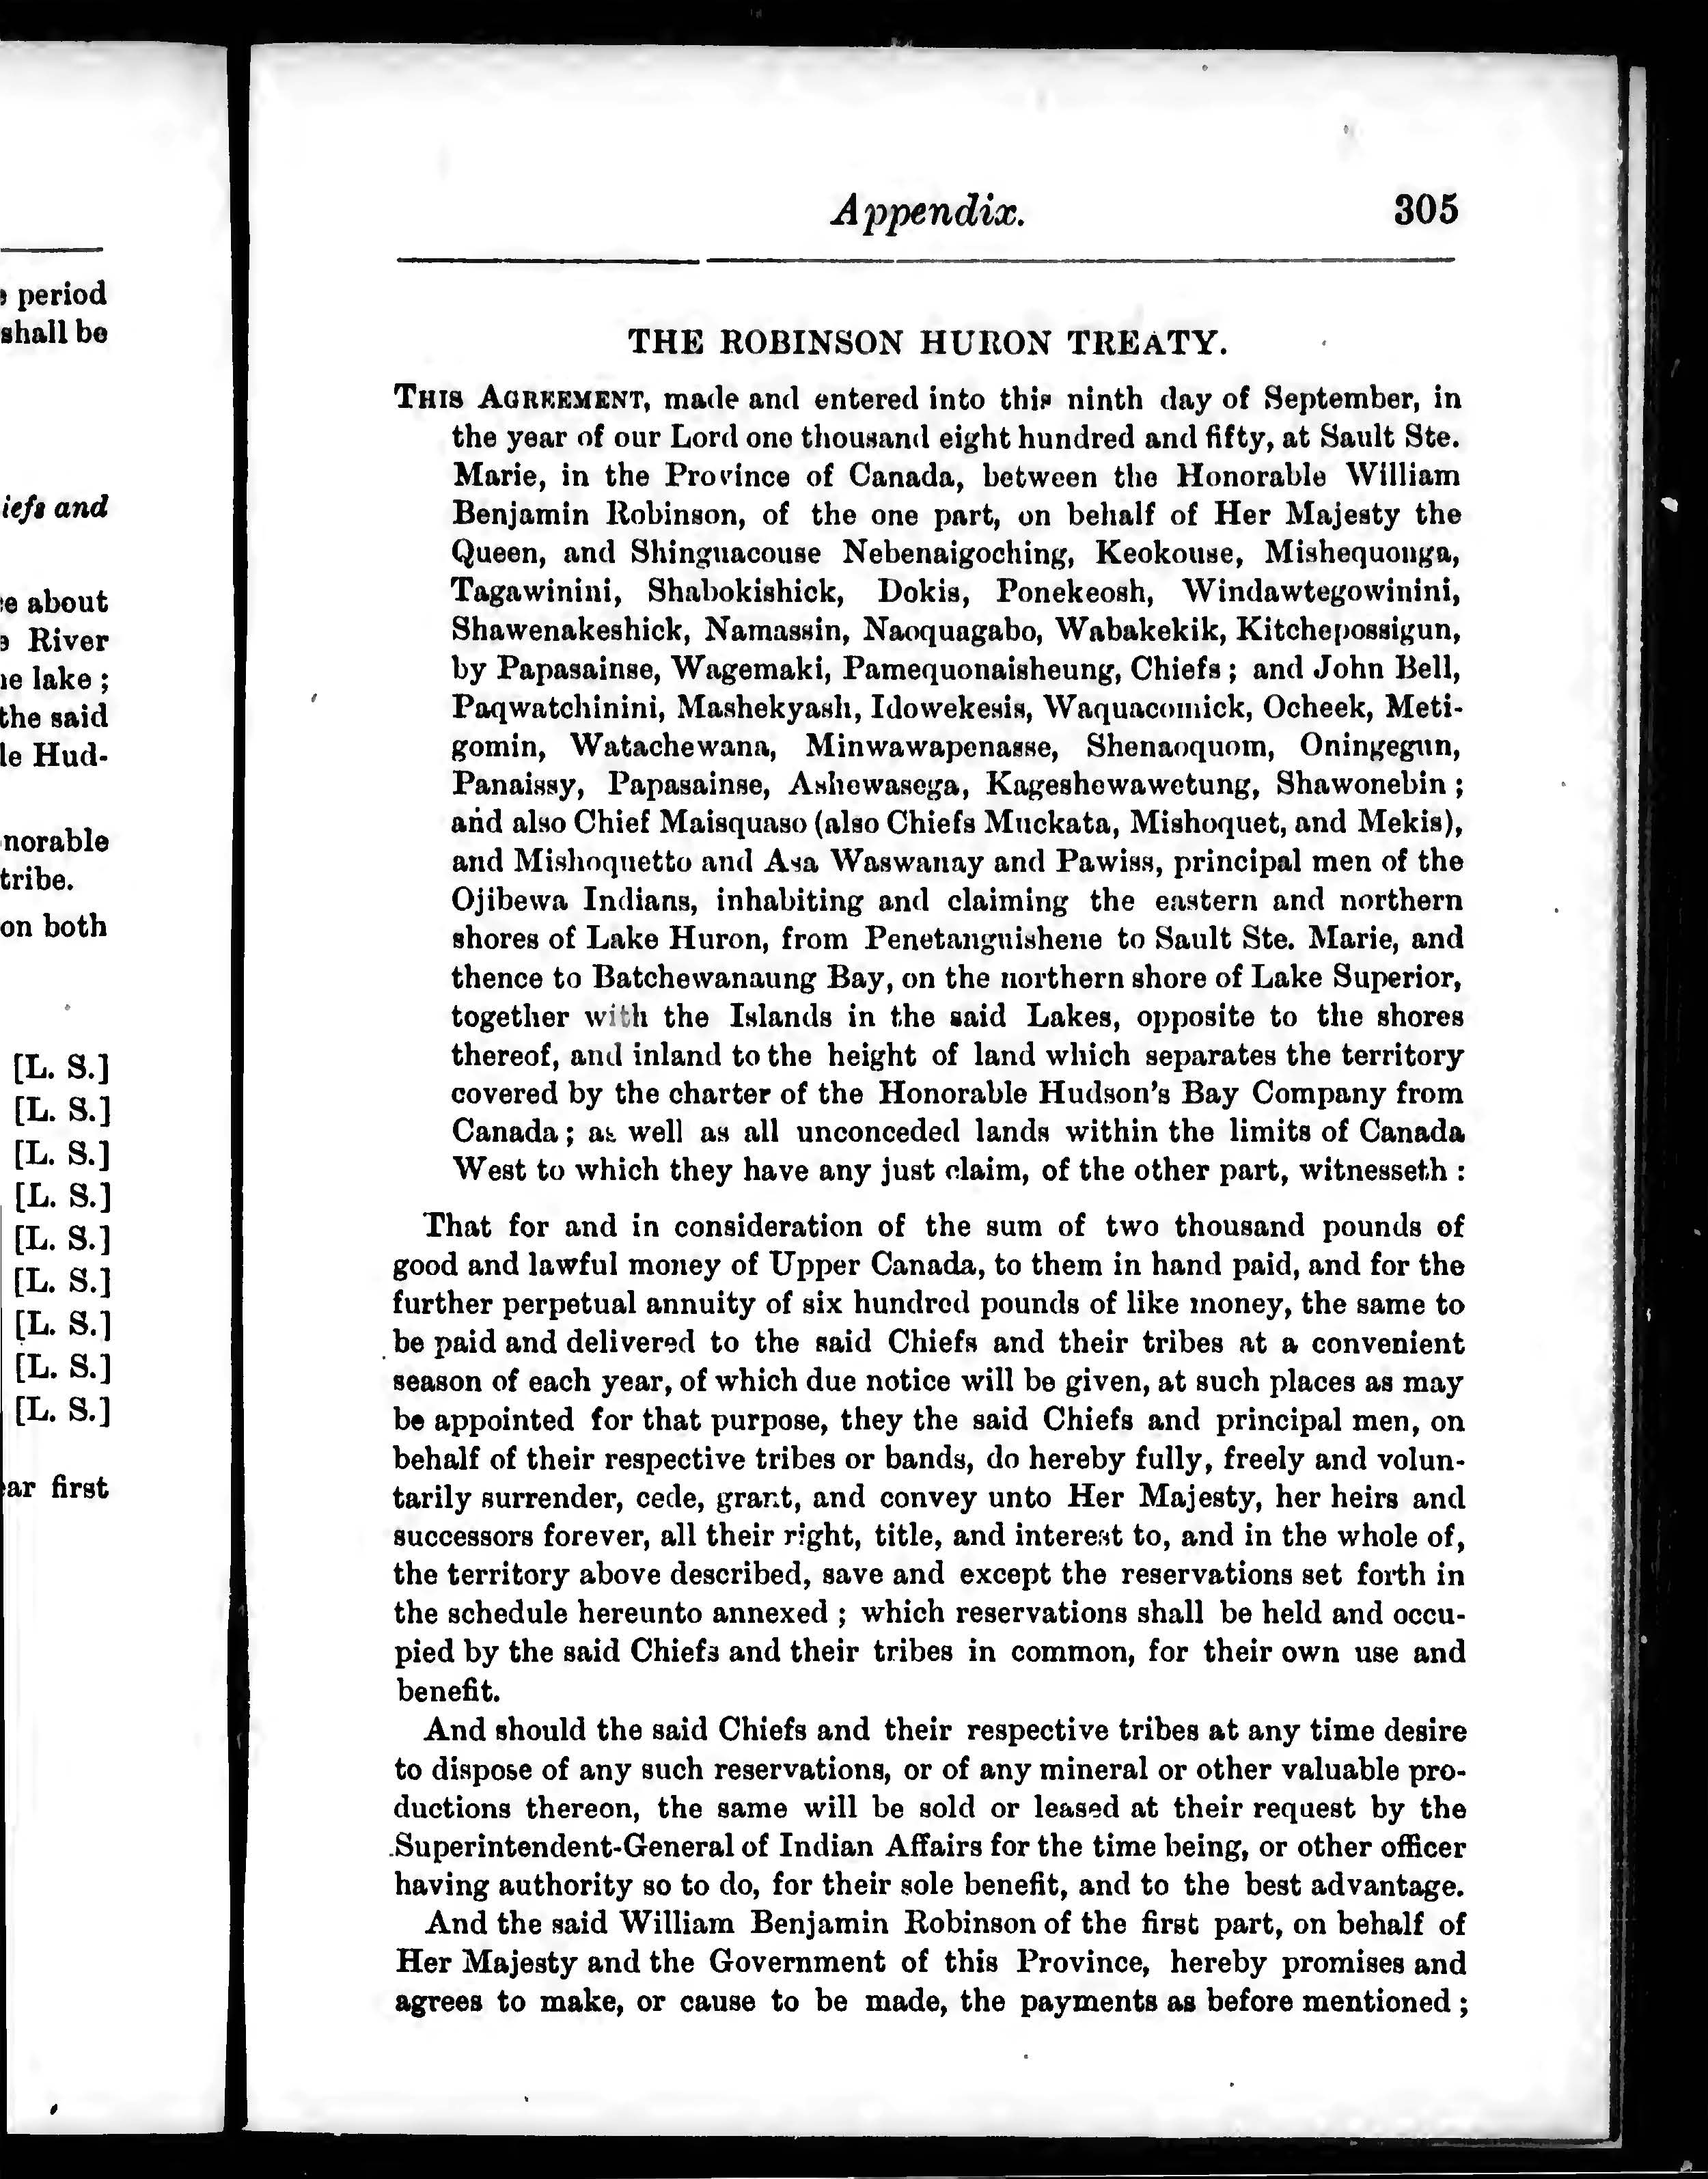 period
shall be
iefs and
e about
River
lake ;
the said
le Hud-
norable
tribe.
on both
[L. S.]
[L. S.]
[L. S.]
[L. S.]
[L. S.]
[L. S.]
[L. S.]
[L. S.]
[L. S.]
ar first
Appendix. 305
THE ROBINSON HURON TREATY.
THIS AGREEMENT, made and entered into this ninth day of September, in
the year of our Lord one thousand eight hundred and fifty, at Sault Ste.
Marie, in the Province of Canada, between the Honorable William
Benjamin Robinson, of the one part, on behalf of Her Majesty the
Queen, and Shinguacouse Nebenaigoching, Keokouse, Mishequonga,
Tagawinini, Shabokishick, Dokis, Ponekeosh, Windawtegowinini,
Shawenakeshick, Namassin, Naoquagabo, Wabakekik, Kitchepossigun,
by Papasainse, Wagemaki, Pamequonaisheung, Chiefs ; and John Bell,
Paqwatchinini, Mashekyash, Idowekesis, Waquacomick, Ocheek, Meti-
gomin, Watachewana, Minwawapenasse, Shenaoquom, Oningegun,
Panaissy, Papasainse, Ashewasega, Kageshewawetung, Shawonebin ;
and also Chief Maisquaso (also Chiefs Muckata, Mishoquet, and Mekis),
and Mishoquetto and Asa Waswanay and Pawiss, principal men of the
Ojibewa Indians, inhabiting and claiming the eastern and northern
shores of Lake Huron, from Penetanguishene to Sault Ste. Marie, and
thence to Batchewanaung Bay, on the northern shore of Lake Superior,
together with the Islands in the said Lakes, opposite to the shores
thereof, and inland to the height of land which separates the territory
covered by the charter of the Honorable Hudson's Bay Company from
Canada ; as well as all unconceded lands within the limits of Canada
West to which they have any just claim, of the other part, witnesseth :
That for and in consideration of the sum of two thousand pounds of
good and lawful money of Upper Canada, to them in hand paid, and for the
further perpetual annuity of six hundred pounds of like money, the same to
be paid and delivered to the said Chiefs and their tribes at a convenient
season of each year, of which due notice will be given, at such places as may
be appointed for that purpose, they the said Chiefs and principal men, on
behalf of their respective tribes or bands, do hereby fully, freely and volun-
tarily surrender, cede, grant, and convey unto Her Majesty, her heirs and
successors forever, all their right, title, and interest to, and in the whole of,
the territory above described, save and except the reservations set forth in
the schedule hereunto annexed ; which reservations shall be held and occu-
pied by the said Chiefs and their tribes in common, for their own use and
benefit.
And should the said Chiefs and their respective tribes at any time desire
to dispose of any such reservations, or of any mineral or other valuable pro-
ductions thereon, the same will be sold or leased at their request by the
Superintendent-General of Indian Affairs for the time being, or other officer
having authority so to do, for their sole benefit, and to the best advantage.
And the said William Benjamin Robinson of the first part, on behalf of
Her Majesty and the Government of this Province, hereby promises and
agrees to make, or cause to be made, the payments as before mentioned ;